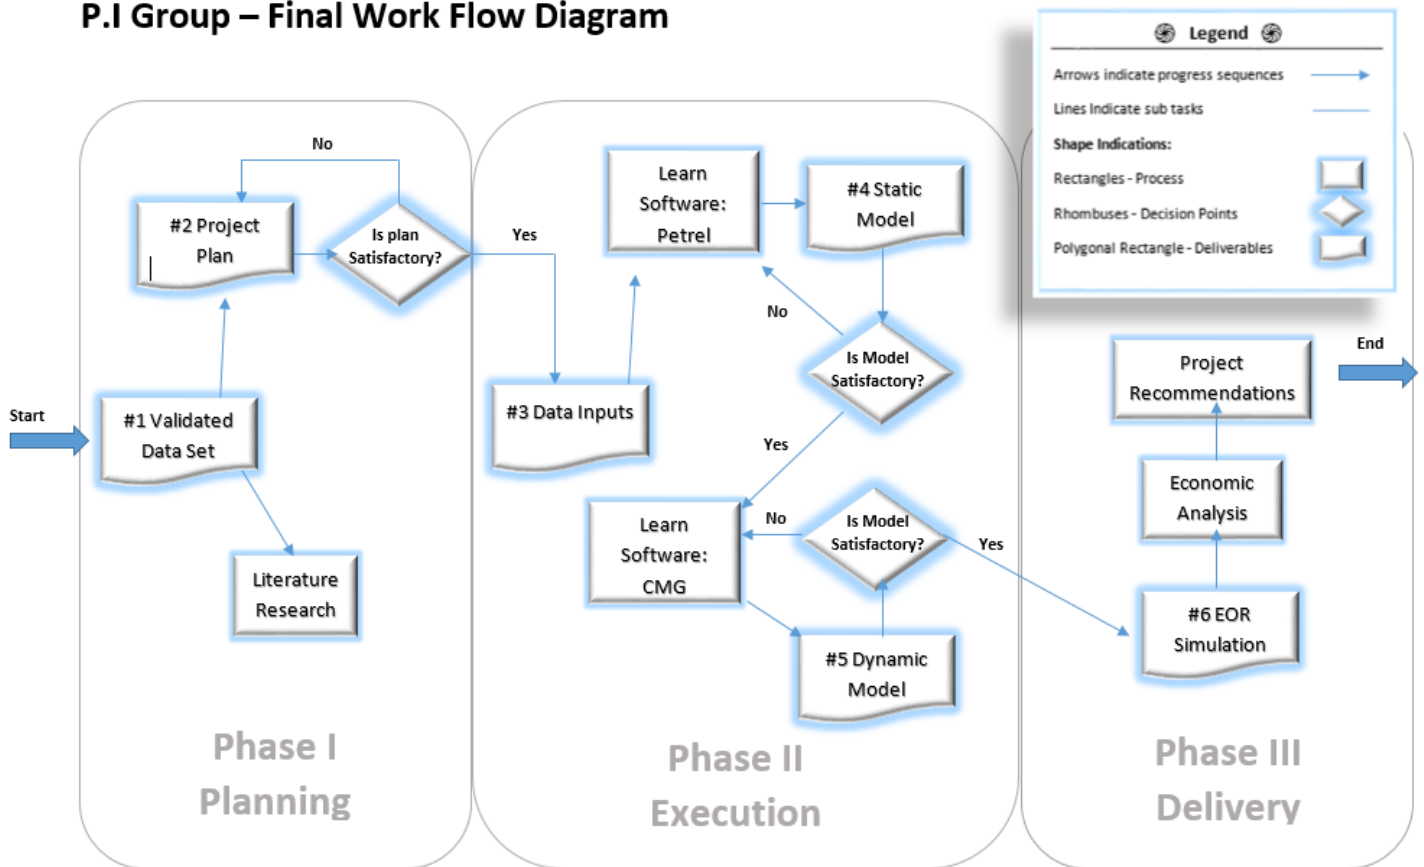 P.I Group – Final Work Flow Diagram
Legend
Arrows indicate progress sequences
Lines Indicate sub tasks
Shape Indications:
Rectangles - Process
Rhombuses - Decision Points
Polygonal Rectangle - Deliverables
Start
#1 Validated
Data Set
Literature
Research
#2 Project
Plan
No
Is plan
Satisfactory?
Yes
Phase I
Planning
#3 Data Inputs
Learn
Software:
Petrel
#4 Static
Model
No
Is Model
Satisfactory?
Yes
Learn
Software:
CMG
No
Is Model
Satisfactory?
Yes
#5 Dynamic
Model
Phase II
Execution
#6 EOR
Simulation
Economic
Analysis
Project
Recommendations
End
Phase III
Delivery